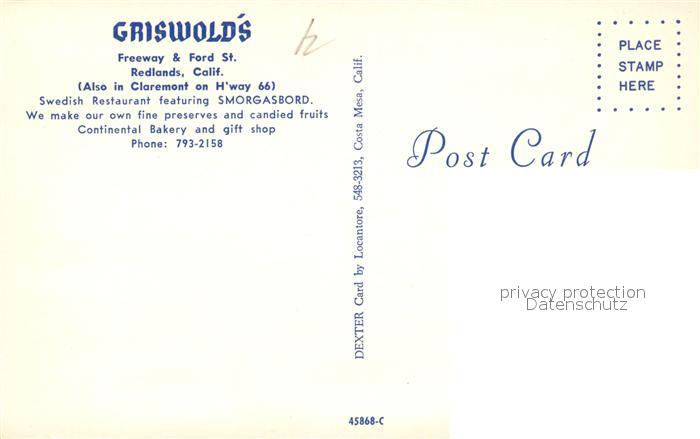 GRISWOLD'S
Freeway & Ford St.
Redlands, Calif.
(Also in Claremont on H'way 66)
Swedish Restaurant featuring SMORGASBORD.
We make our own fine preserves and candied fruits
Continental Bakery and gift shop
Phone: 793-2158
4
DEXTER Card by Locantore, 548-3213, Costa Mesa, Calif.
45868-C
PLACE
STAMP
HERE
Post Card
privacy protection
Datenschutz